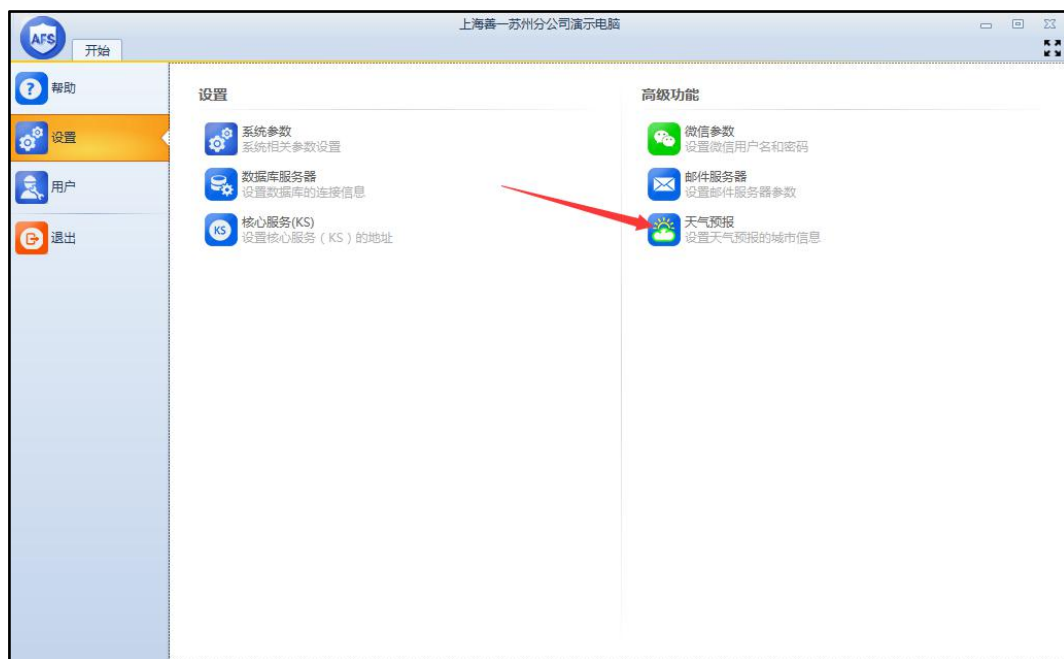 上海善一苏州分公司演示电脑
AFS
开始
帮助
设置
用户
退出
设置
系统参数
系统相关参数设置
数据库服务器
设置数据库的连接信息
KS
核心服务(KS)
设置核心服务（KS）的地址
高级功能
微信参数
设置微信用户名和密码
邮件服务器
设置邮件服务器参数
天气预报
设置天气预报的城市信息